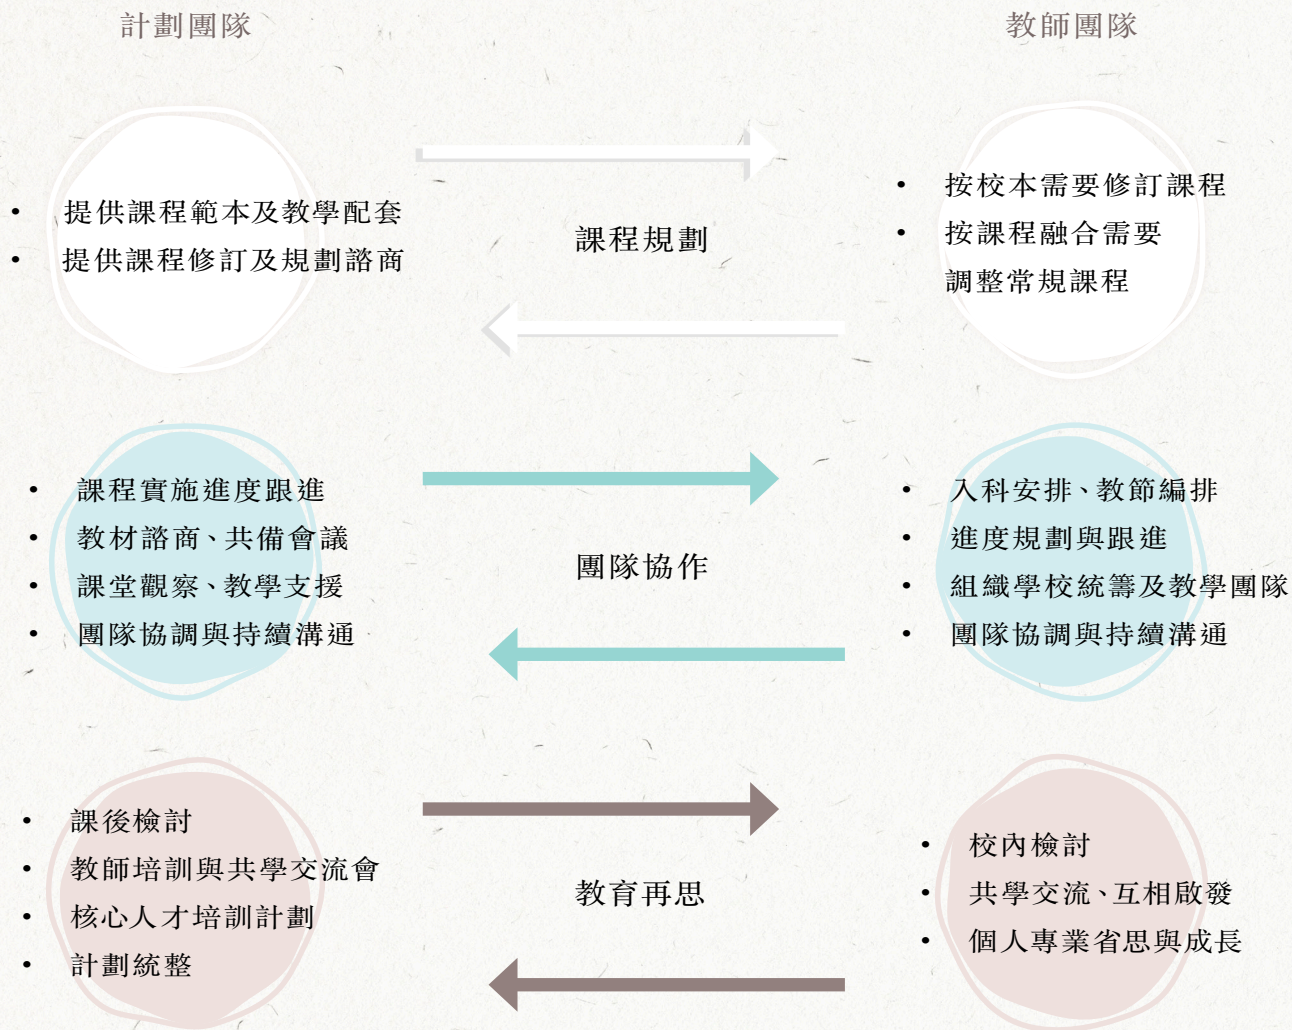 計劃團隊
教師團隊
• 提供課程範本及教學配套
• 提供課程修訂及規劃諮商
課程規劃
• 按校本需要修訂課程
• 按課程融合需要
調整常規課程
• 課程實施進度跟進
• 教材諮商、共備會議
• 課堂觀察、教學支援
• 團隊協調與持續溝通
團隊協作
• 入科安排、教節編排
• 進度規劃與跟進
• 組織學校統籌及教學團隊
• 團隊協調與持續溝通
• 課後檢討
• 教師培訓與共學交流會
• 核心人才培訓計劃
• 計劃統整
教育再思
• 校內檢討
• 共學交流、互相啟發
• 個人專業省思與成長